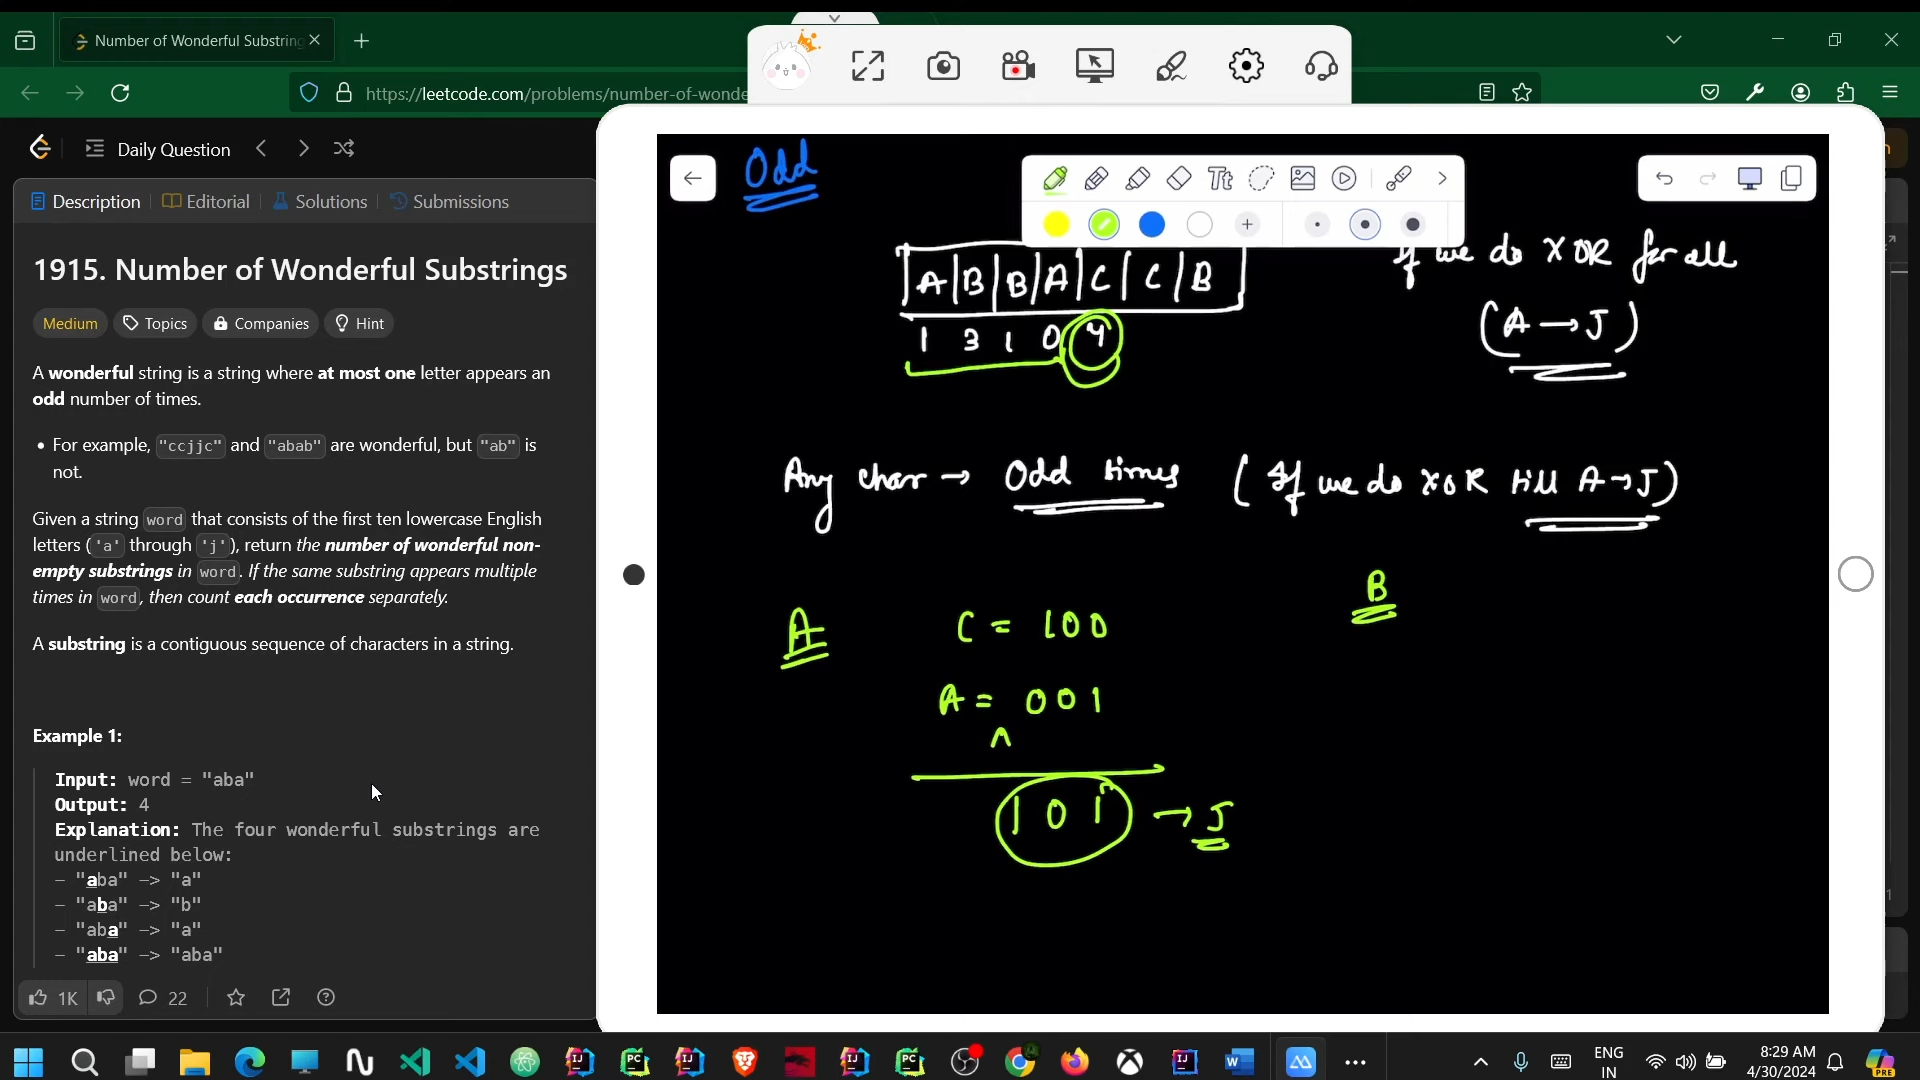 Number of Wonderful Substring
https://leetcode.com/problems/number-of-wonde
Daily Question
Description
Editorial
Solutions
Submissions
1915. Number of Wonderful Substrings
Medium
Topics
Companies
Hint
A wonderful string is a string where at most one letter appears an
odd number of times.
• For example, "ccjjc" and "abab" are wonderful, but "ab" is
not.
Given a string word that consists of the first ten lowercase English
letters ('a' through 'j'), return the number of wonderful non-
empty substrings in word. If the same substring appears multiple
times in word, then count each occurrence separately.
A substring is a contiguous sequence of characters in a string.
Example 1:
Input: word = "aba"
Output: 4
Explanation: The four wonderful substrings are
underlined below:
- "aba" -> "a"
- "aba" -> "b"
- "aba" -> "a"
- "aba" -> "aba"
1K
22
Odd
Tt
A|B|B|A|C|C|B
1 3 1 0 4
If we do XOR for all
(A → J)
Any char → Odd times (If we do XOR till A→J)
A
C = 100
A = 001
^
101 → J
B
ENG
IN
8:29 AM
4/30/2024
PRE